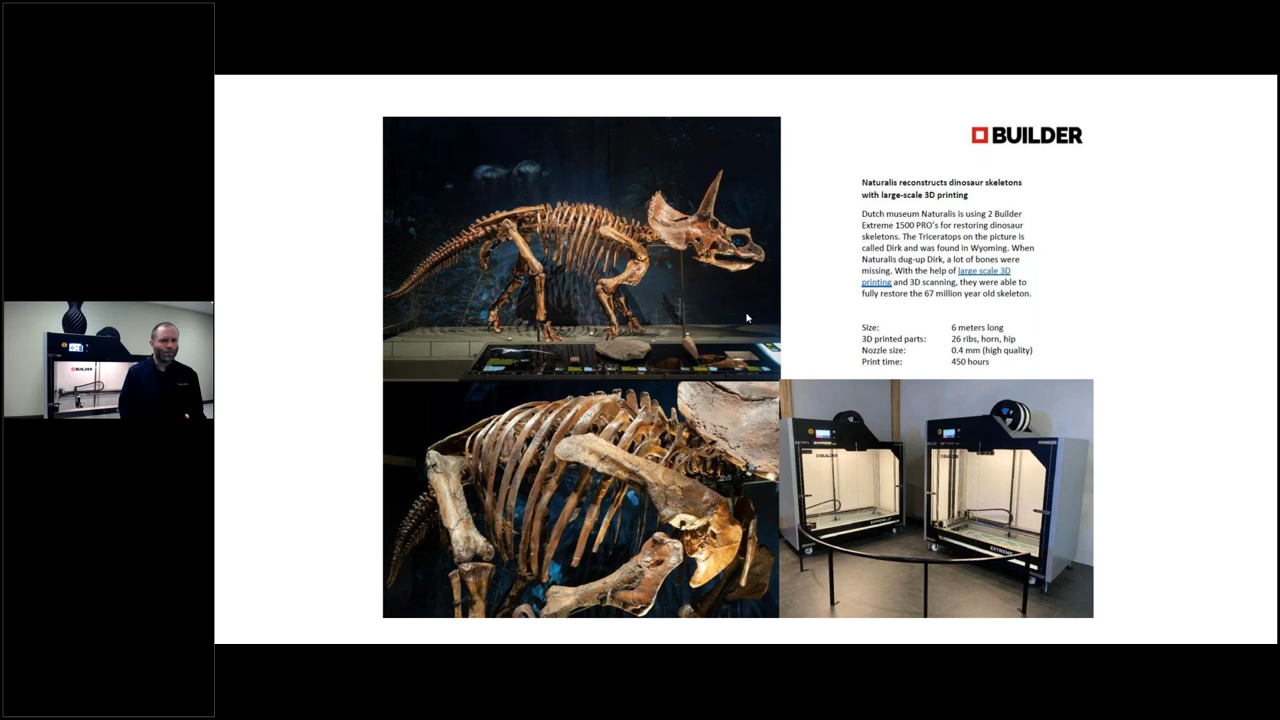 BUILDER
Naturalis reconstructs dinosaur skeletons
with large-scale 3D printing
Dutch museum Naturalis is using 2 Builder
Extreme 1500 PRO's for restoring dinosaur
skeletons. The Triceratops on the picture is
called Dirk and was found in Wyoming. When
Naturalis dug-up Dirk, a lot of bones were
missing. With the help of large scale 3D
printing and 3D scanning, they were able to
fully restore the 67 million year old skeleton.
Size: 6 meters long
3D printed parts: 26 ribs, horn, hip
Nozzle size: 0.4 mm (high quality)
Print time: 450 hours
BUILDER
BUILDER
BUILDER
EXTREME